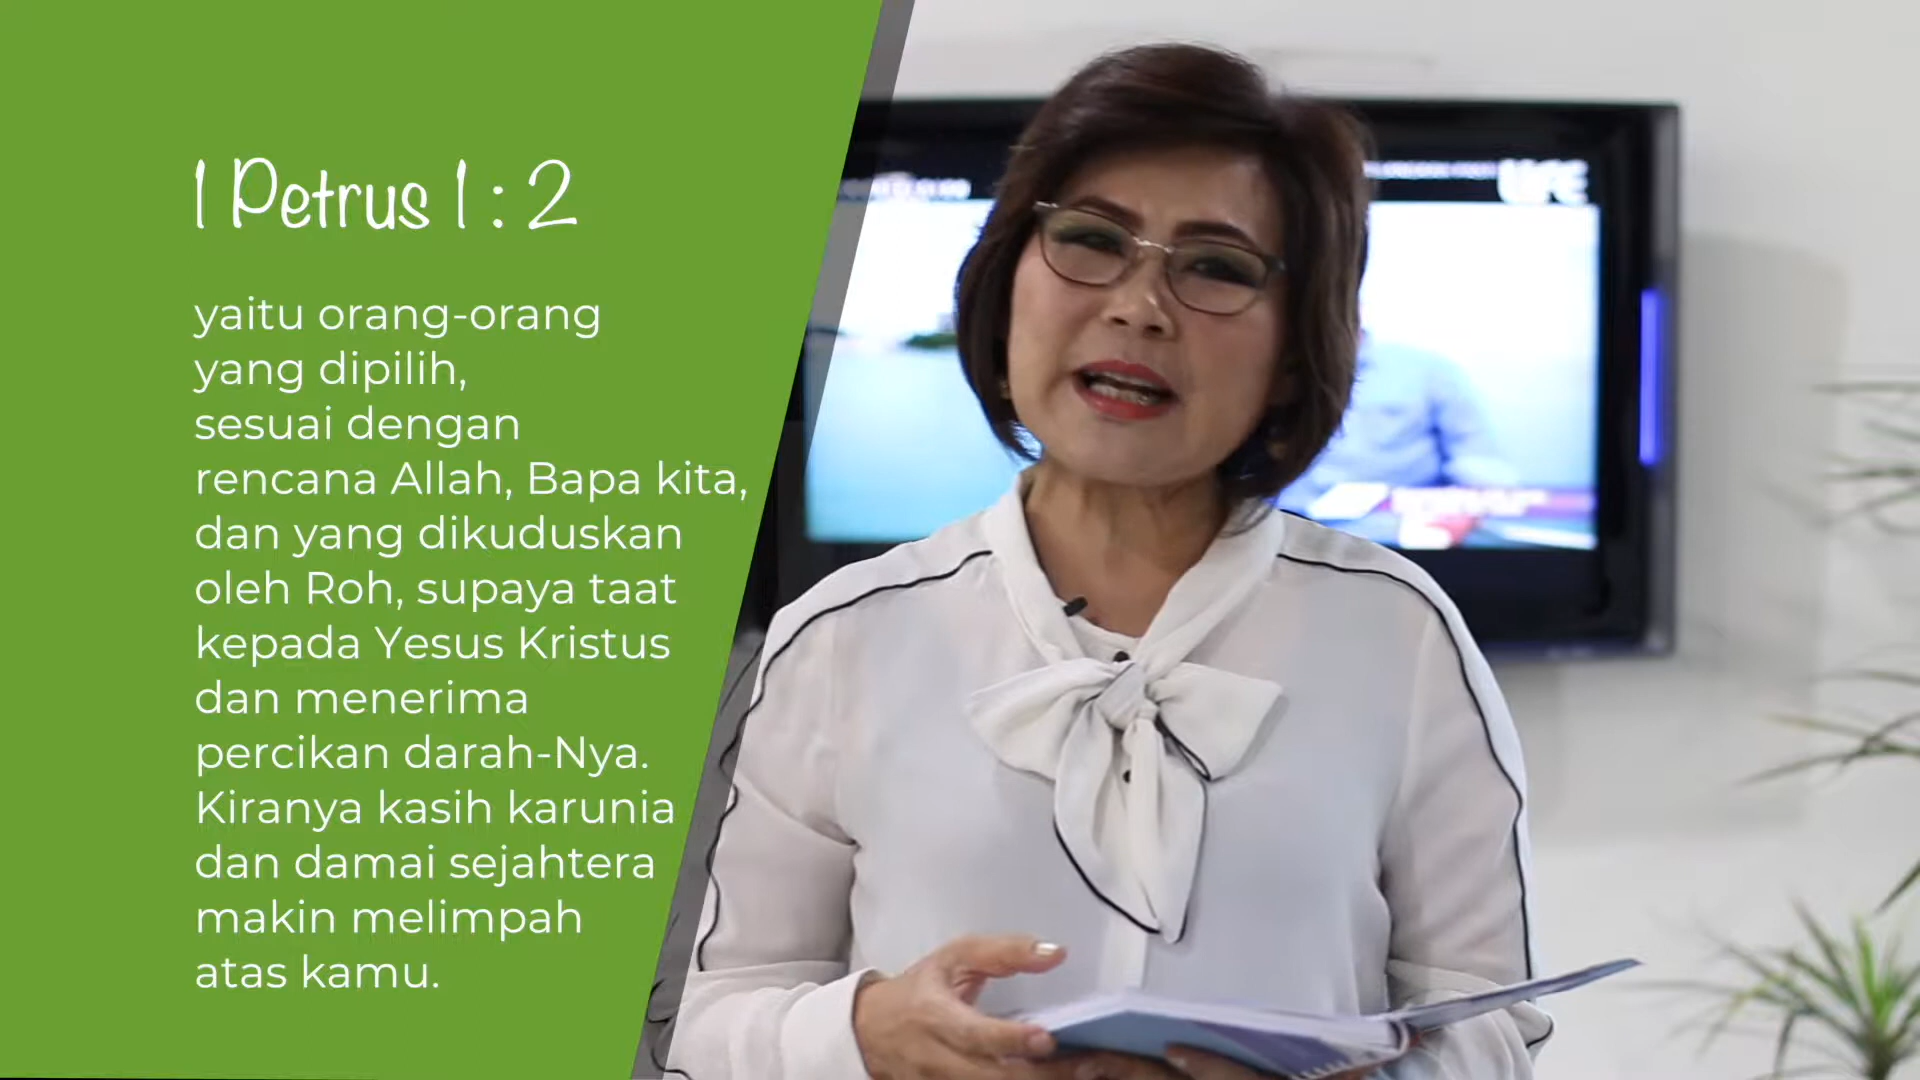 1 Petrus 1 : 2
yaitu orang-orang
yang dipilih,
sesuai dengan
rencana Allah, Bapa kita,
dan yang dikuduskan
oleh Roh, supaya taat
kepada Yesus Kristus
dan menerima
percikan darah-Nya.
Kiranya kasih karunia
dan damai sejahtera
makin melimpah
atas kamu.